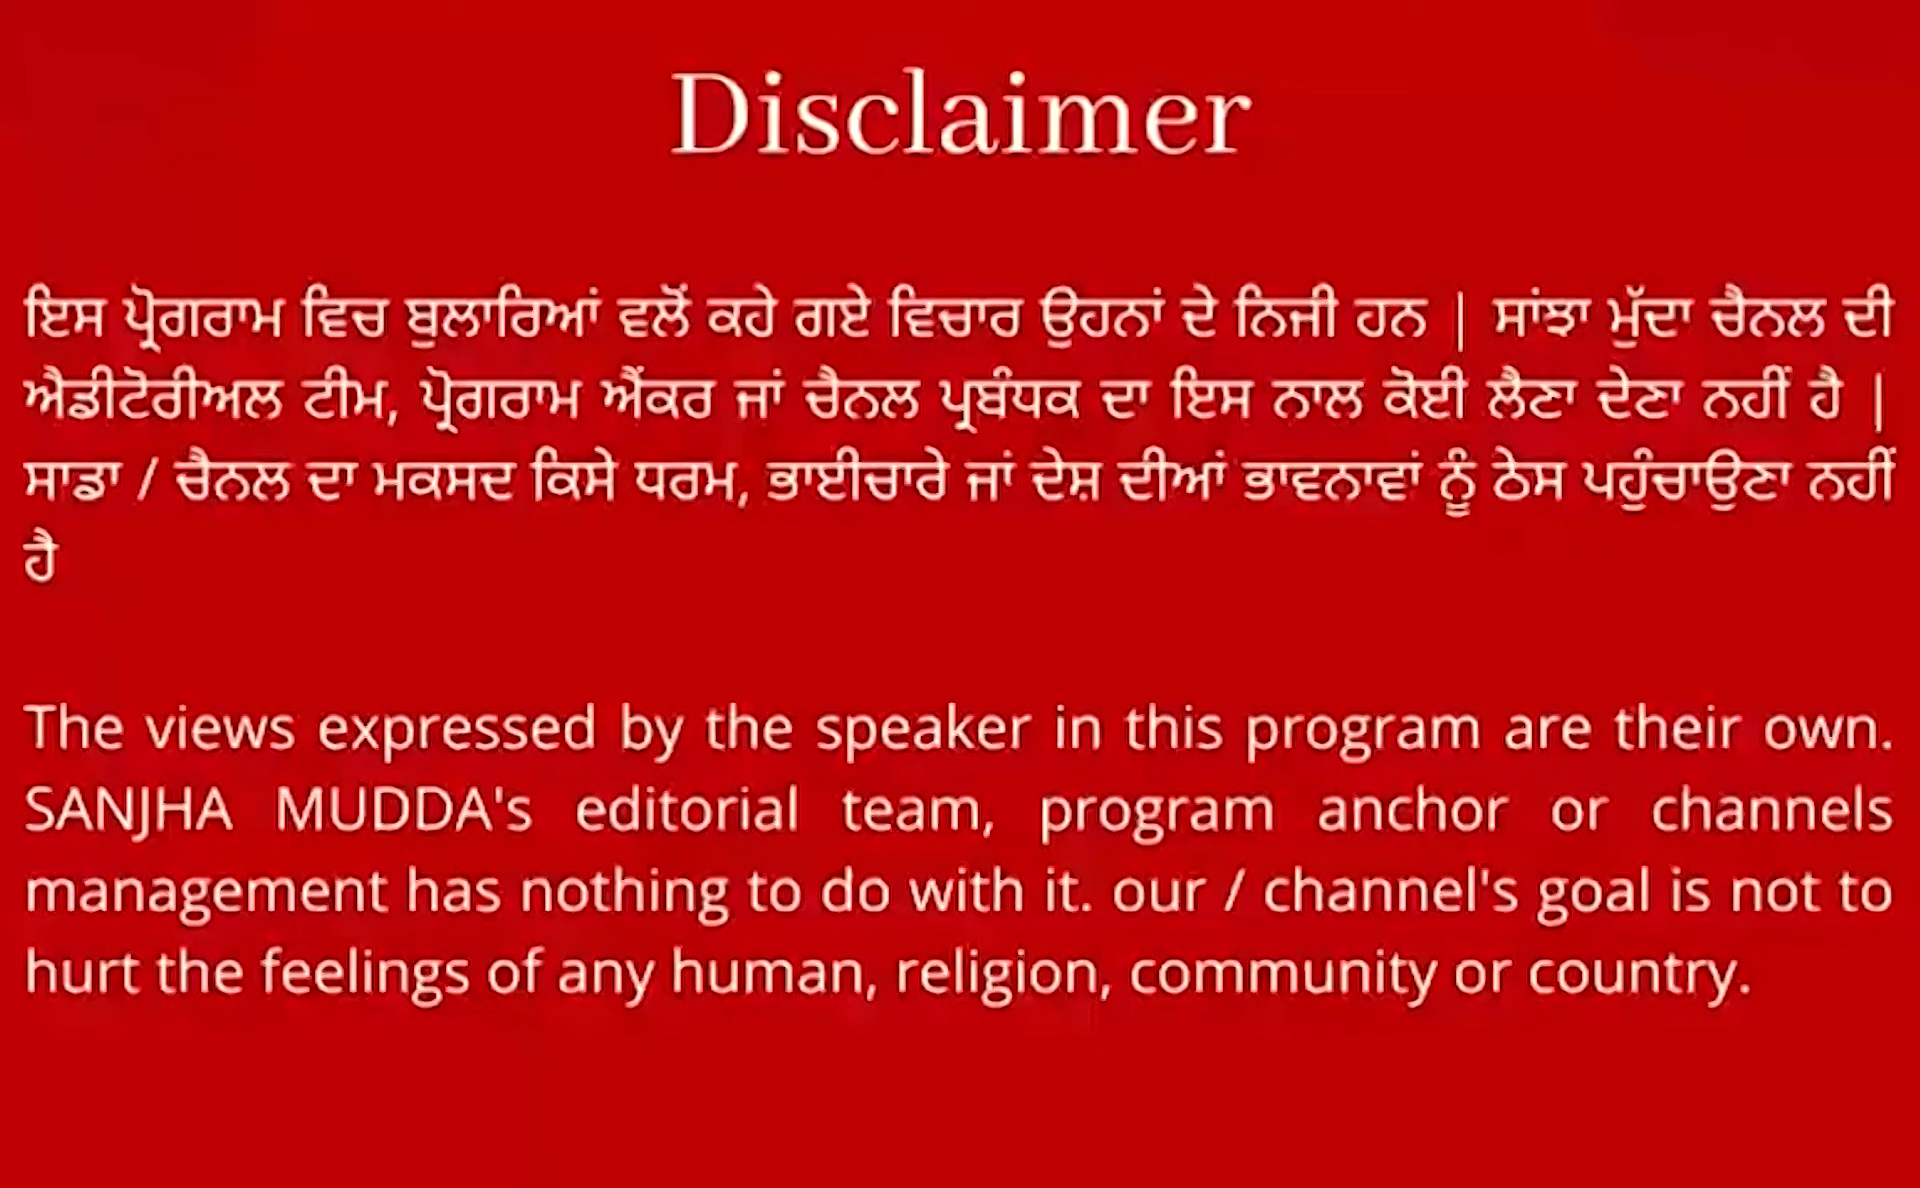 Disclaimer
ਇਸ ਪ੍ਰੋਗਰਾਮ ਵਿਚ ਬੁਲਾਰਿਆਂ ਵਲੋਂ ਕਹੇ ਗਏ ਵਿਚਾਰ ਉਹਨਾਂ ਦੇ ਨਿਜੀ ਹਨ | ਸਾਂਝਾ ਮੁੱਦਾ ਚੈਨਲ ਦੀ
ਐਡੀਟੋਰੀਅਲ ਟੀਮ, ਪ੍ਰੋਗਰਾਮ ਐਂਕਰ ਜਾਂ ਚੈਨਲ ਪ੍ਰਬੰਧਕ ਦਾ ਇਸ ਨਾਲ ਕੋਈ ਲੈਣਾ ਦੇਣਾ ਨਹੀਂ ਹੈ |
ਸਾਡਾ / ਚੈਨਲ ਦਾ ਮਕਸਦ ਕਿਸੇ ਧਰਮ, ਭਾਈਚਾਰੇ ਜਾਂ ਦੇਸ਼ ਦੀਆਂ ਭਾਵਨਾਵਾਂ ਨੂੰ ਠੇਸ ਪਹੁੰਚਾਉਣਾ ਨਹੀਂ
ਹੈ
The views expressed by the speaker in this program are their own.
SANJHA MUDDA's editorial team, program anchor or channels
management has nothing to do with it. our / channel's goal is not to
hurt the feelings of any human, religion, community or country.